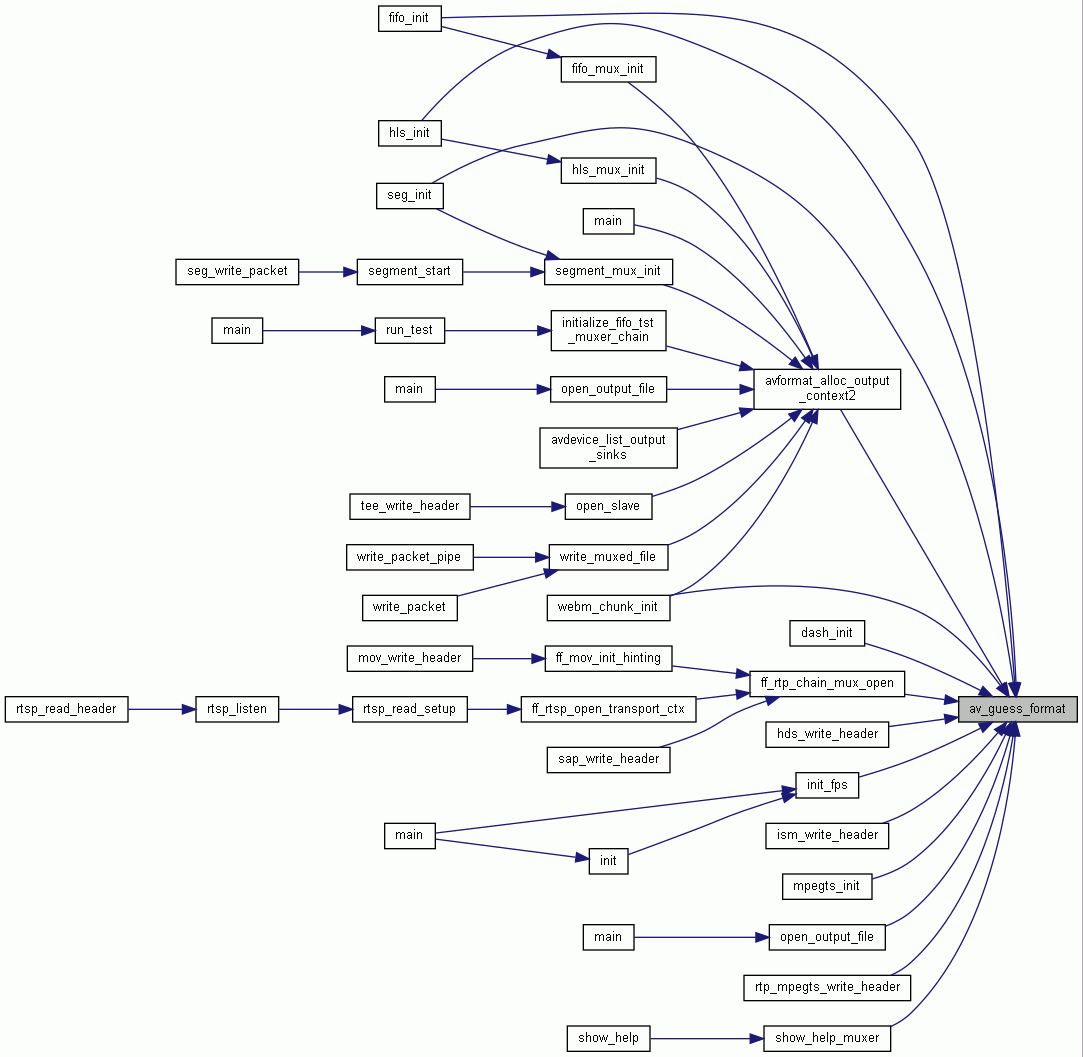 fifo_init
fifo_mux_init
hls_init
hls_mux_init
seg_init
main
seg_write_packet
segment_start
segment_mux_init
main
run_test
initialize_fifo_tst
_muxer_chain
avformat_alloc_output
_context2
main
open_output_file
avdevice_list_output
_sinks
tee_write_header
open_slave
write_packet_pipe
write_muxed_file
write_packet
webm_chunk_init
dash_init
mov_write_header
ff_mov_init_hinting
ff_rtp_chain_mux_open
rtsp_read_header
rtsp_listen
rtsp_read_setup
ff_rtsp_open_transport_ctx
av_guess_format
hds_write_header
sap_write_header
init_fps
main
ism_write_header
init
mpegts_init
main
open_output_file
rtp_mpegts_write_header
show_help
show_help_muxer